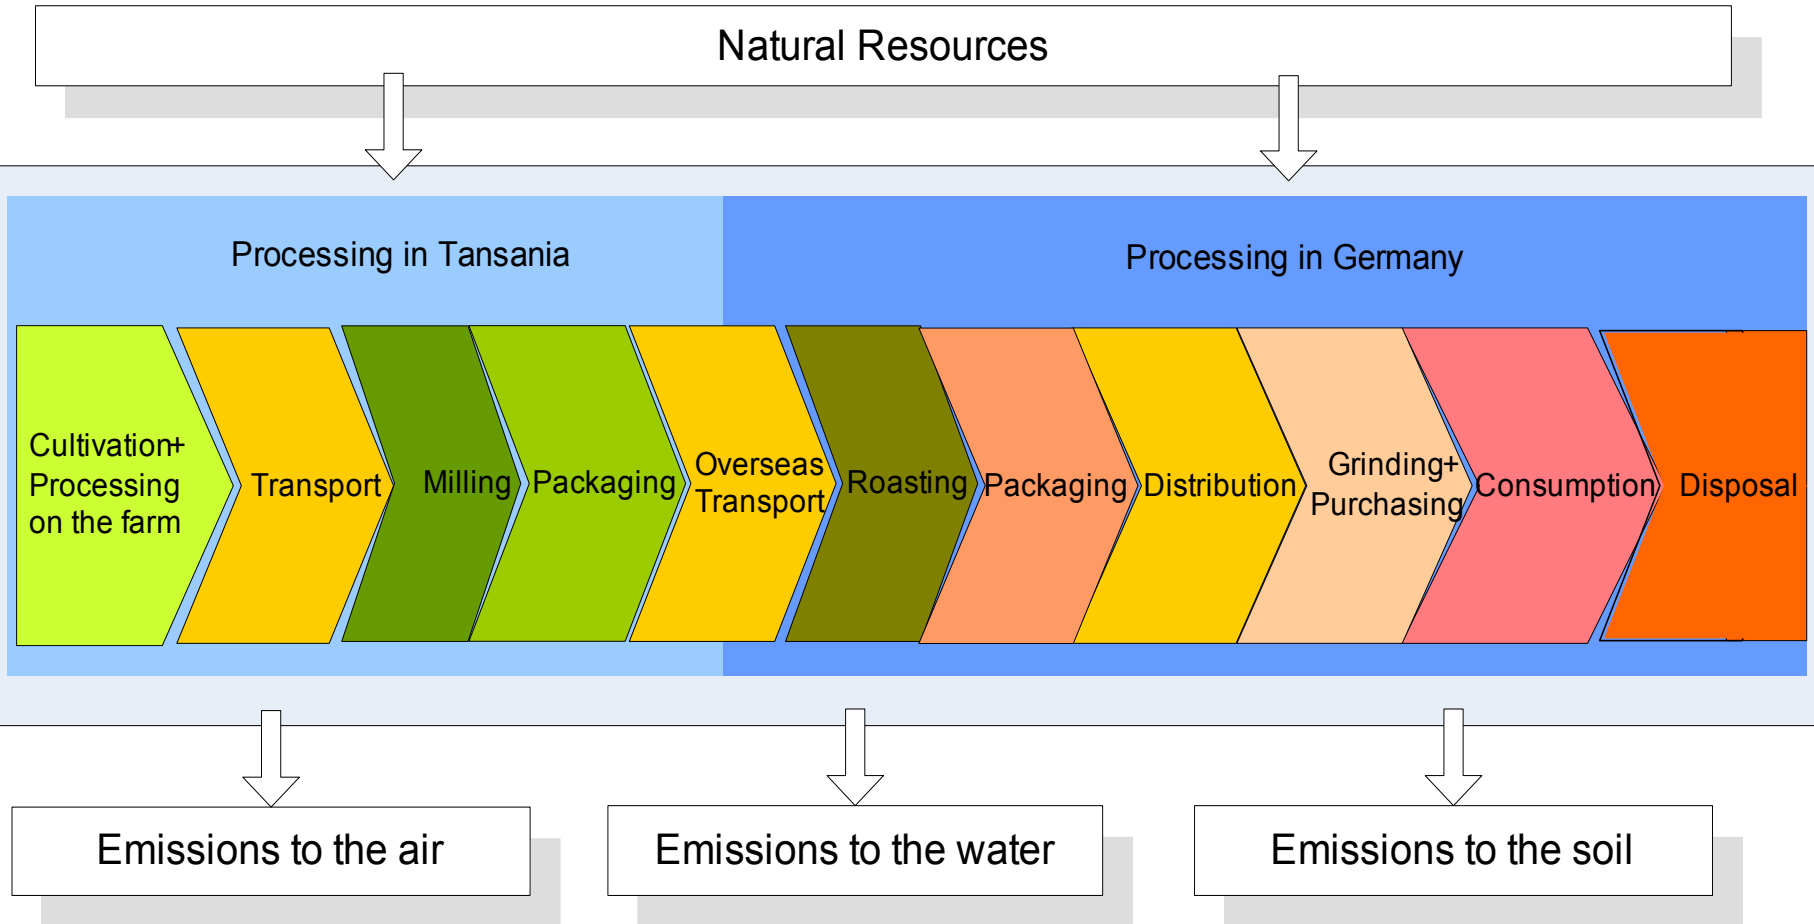 Natural Resources
Processing in Tansania
Processing in Germany
Cultivation+
Processing
on the farm
Transport
Milling
Packaging
Overseas
Transport
Roasting
Packaging
Distribution
Grinding+
Purchasing
Consumption
Disposal
Emissions to the air
Emissions to the water
Emissions to the soil